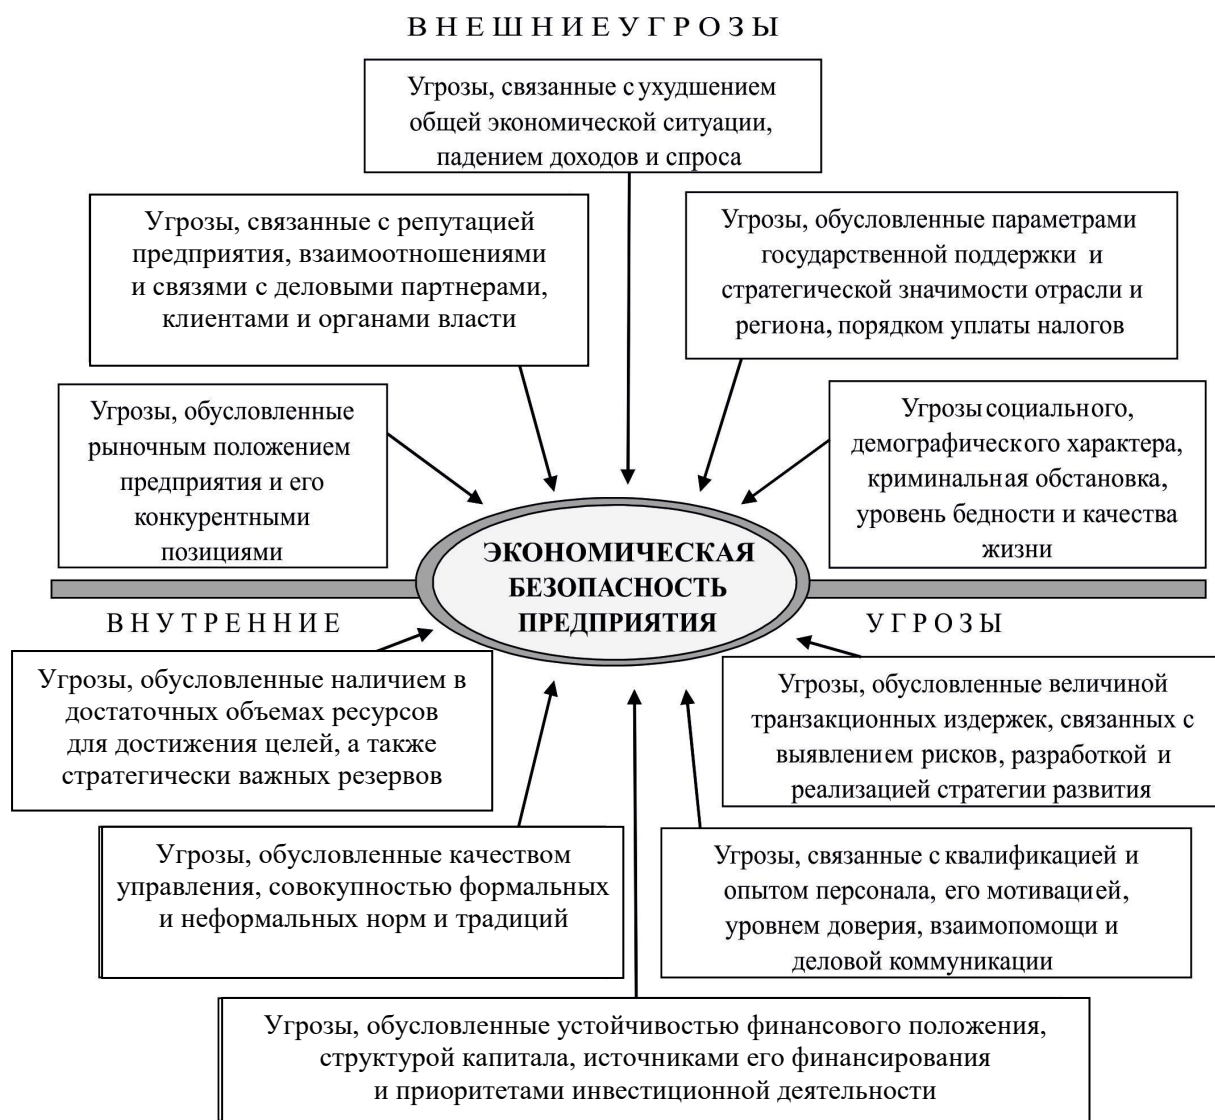 ВНЕШНИЕУГРОЗЫ
Угрозы, связанные с ухудшением
общей экономической ситуации,
падением доходов и спроса
Угрозы, связанные с репутацией
предприятия, взаимоотношениями
и связями с деловыми партнерами,
клиентами и органами власти
Угрозы, обусловленные параметрами
государственной поддержки и
стратегической значимости отрасли и
региона, порядком уплаты налогов
Угрозы, обусловленные
рыночным положением
предприятия и его
конкурентными
позициями
Угрозы социального,
демографического характера,
криминальная обстановка,
уровень бедности и качества
жизни
ЭКОНОМИЧЕСКАЯ
БЕЗОПАСНОСТЬ
ПРЕДПРИЯТИЯ
ВНУТРЕННИЕ УГРОЗЫ
Угрозы, обусловленные наличием в
достаточных объемах ресурсов
для достижения целей, а также
стратегически важных резервов
Угрозы, обусловленные величиной
транзакционных издержек, связанных с
выявлением рисков, разработкой и
реализацией стратегии развития
Угрозы, обусловленные качеством
управления, совокупностью формальных
и неформальных норм и традиций
Угрозы, связанные с квалификацией и
опытом персонала, его мотивацией,
уровнем доверия, взаимопомощи и
деловой коммуникации
Угрозы, обусловленные устойчивостью финансового положения,
структурой капитала, источниками его финансирования
и приоритетами инвестиционной деятельности